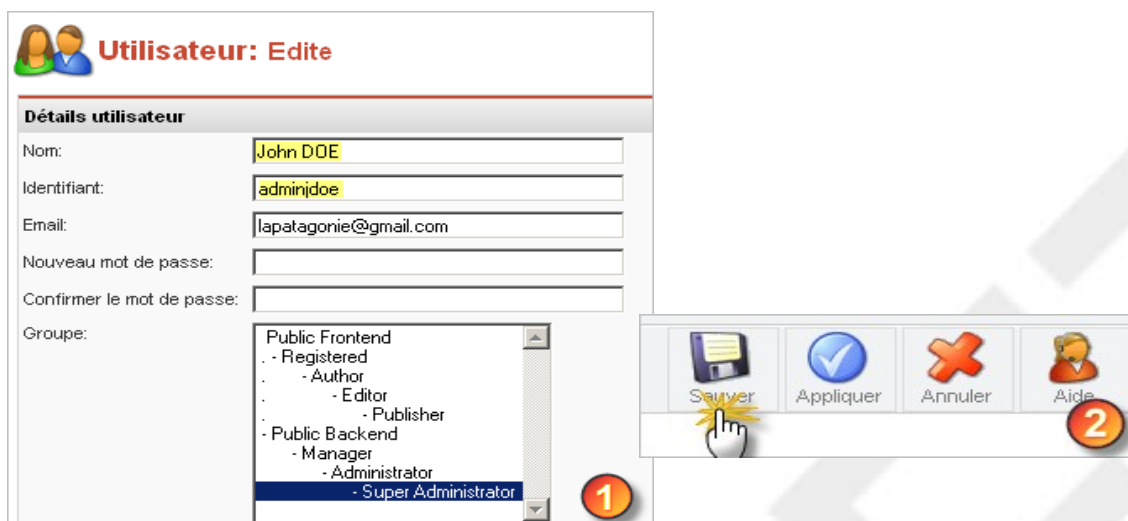 Utilisateur: Edite
Détails utilisateur
Nom: John DOE
Identifiant: adminjdoe
Email: lapatagonie@gmail.com
Nouveau mot de passe:
Confirmer le mot de passe:
Groupe: Public Frontend
. - Registered
. - Author
. - Editor
. - Publisher
- Public Backend
- Manager
- Administrator
- Super Administrator
1
Sauver Appliquer Annuler Aide
2